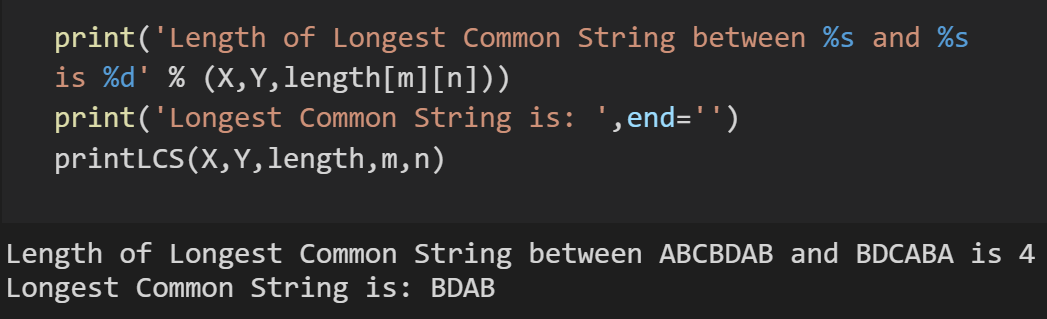 print('Length of Longest Common String between %s and %s
is %d' % (X,Y,length[m][n]))
print('Longest Common String is: ',end='')
printLCS(X,Y,length,m,n)
Length of Longest Common String between ABCBDAB and BDCABA is 4
Longest Common String is: BDAB